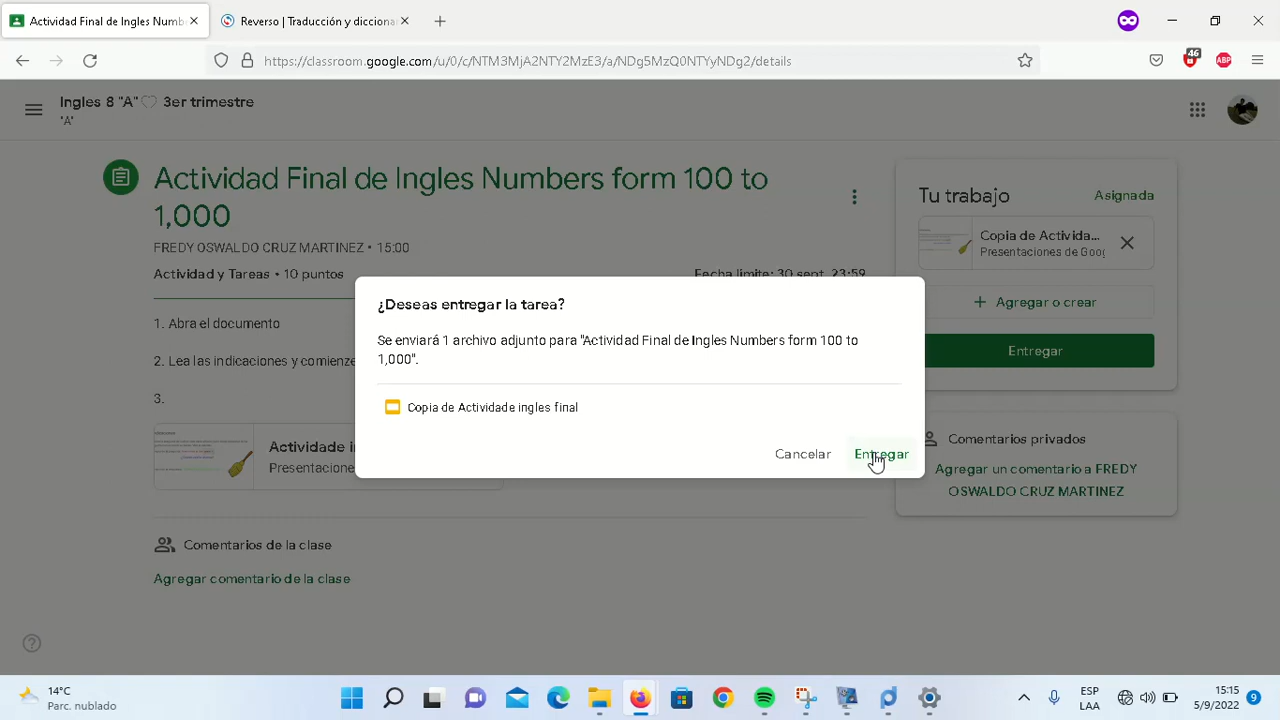 Actividad Final de Ingles Numb
Reverso | Traducción y dicciona
https://classroom.google.com/u/0/c/NTM3Mjk2NTY2MzE3/a/NDg5MzQ0NTYyNDg2/details
46
ABP
Ingles 8 "A"♡ 3er trimestre
"A"
Actividad Final de Ingles Numbers form 100 to
1,000
FREDY OSWALDO CRUZ MARTINEZ • 15:00
Actividad y Tareas • 10 puntos
Fecha límite: 30 sept. 23:59
1. Abra el documento
2. Lea las indicaciones y comienze
3.
Actividade i
Presentacione
Comentarios de la clase
Agregar comentario de la clase
Tu trabajo
Asignada
Copia de Activida...
Presentaciones de Goog
+ Agregar o crear
Entregar
Comentarios privados
Agregar un comentario a FREDY
OSWALDO CRUZ MARTINEZ
¿Deseas entregar la tarea?
Se enviará 1 archivo adjunto para "Actividad Final de Ingles Numbers form 100 to
1,000".
Copia de Actividade ingles final
Cancelar
Entregar
14°C
Parc. nublado
ESP
LAA
15:15
5/9/2022
9